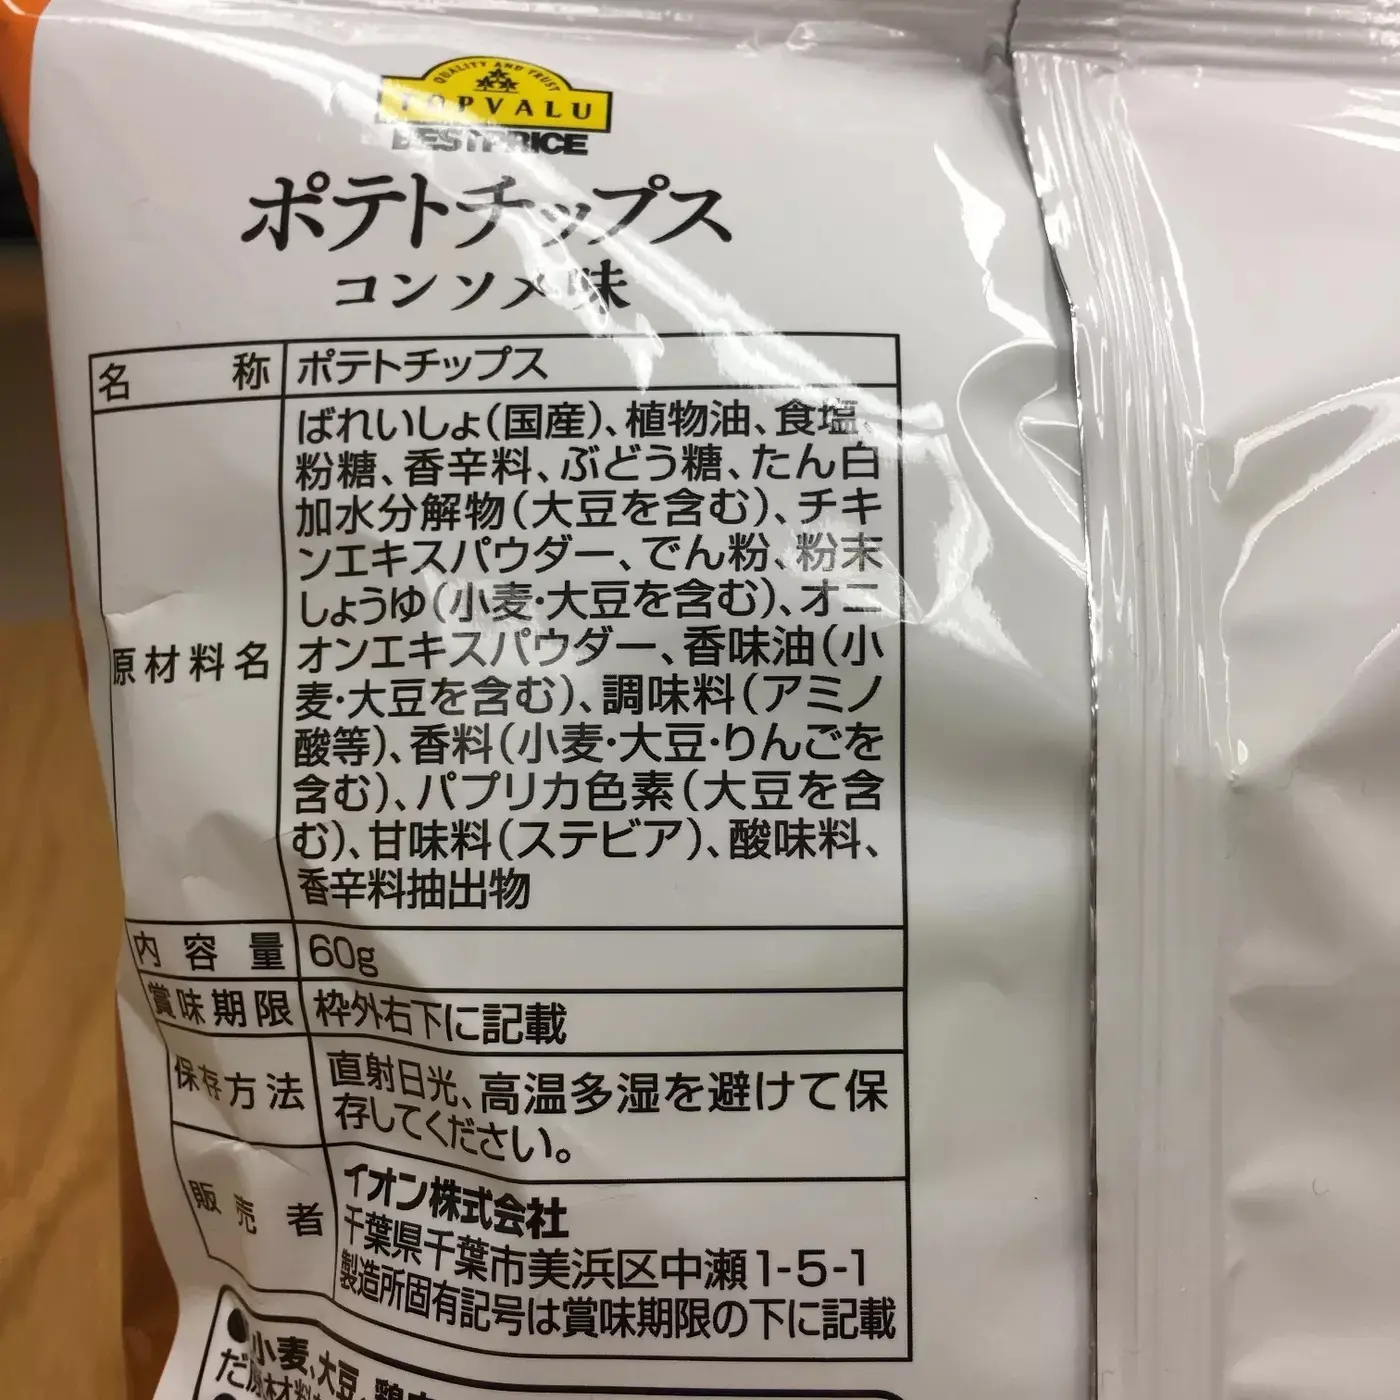 QUALITY AND TRUST
TOPVALU
BESTPRICE
ポテトチップス
コンソメ味
名称 ポテトチップス
原材料名
ばれいしょ(国産)、植物油、食塩、
粉糖、香辛料、ぶどう糖、たん白
加水分解物(大豆を含む)、チキ
ンエキスパウダー、でん粉、粉末
しょうゆ(小麦・大豆を含む)、オニ
オンエキスパウダー、香味油(小
麦・大豆を含む)、調味料(アミノ
酸等)、香料(小麦・大豆・りんごを
含む)、パプリカ色素(大豆を含
む)、甘味料(ステビア)、酸味料、
香辛料抽出物
内容量 60g
賞味期限 枠外右下に記載
保存方法 直射日光、高温多湿を避けて保
存してください。
販売者 イオン株式会社
千葉県千葉市美浜区中瀬1-5-1
製造所固有記号は賞味期限の下に記載
●小麦、大豆、